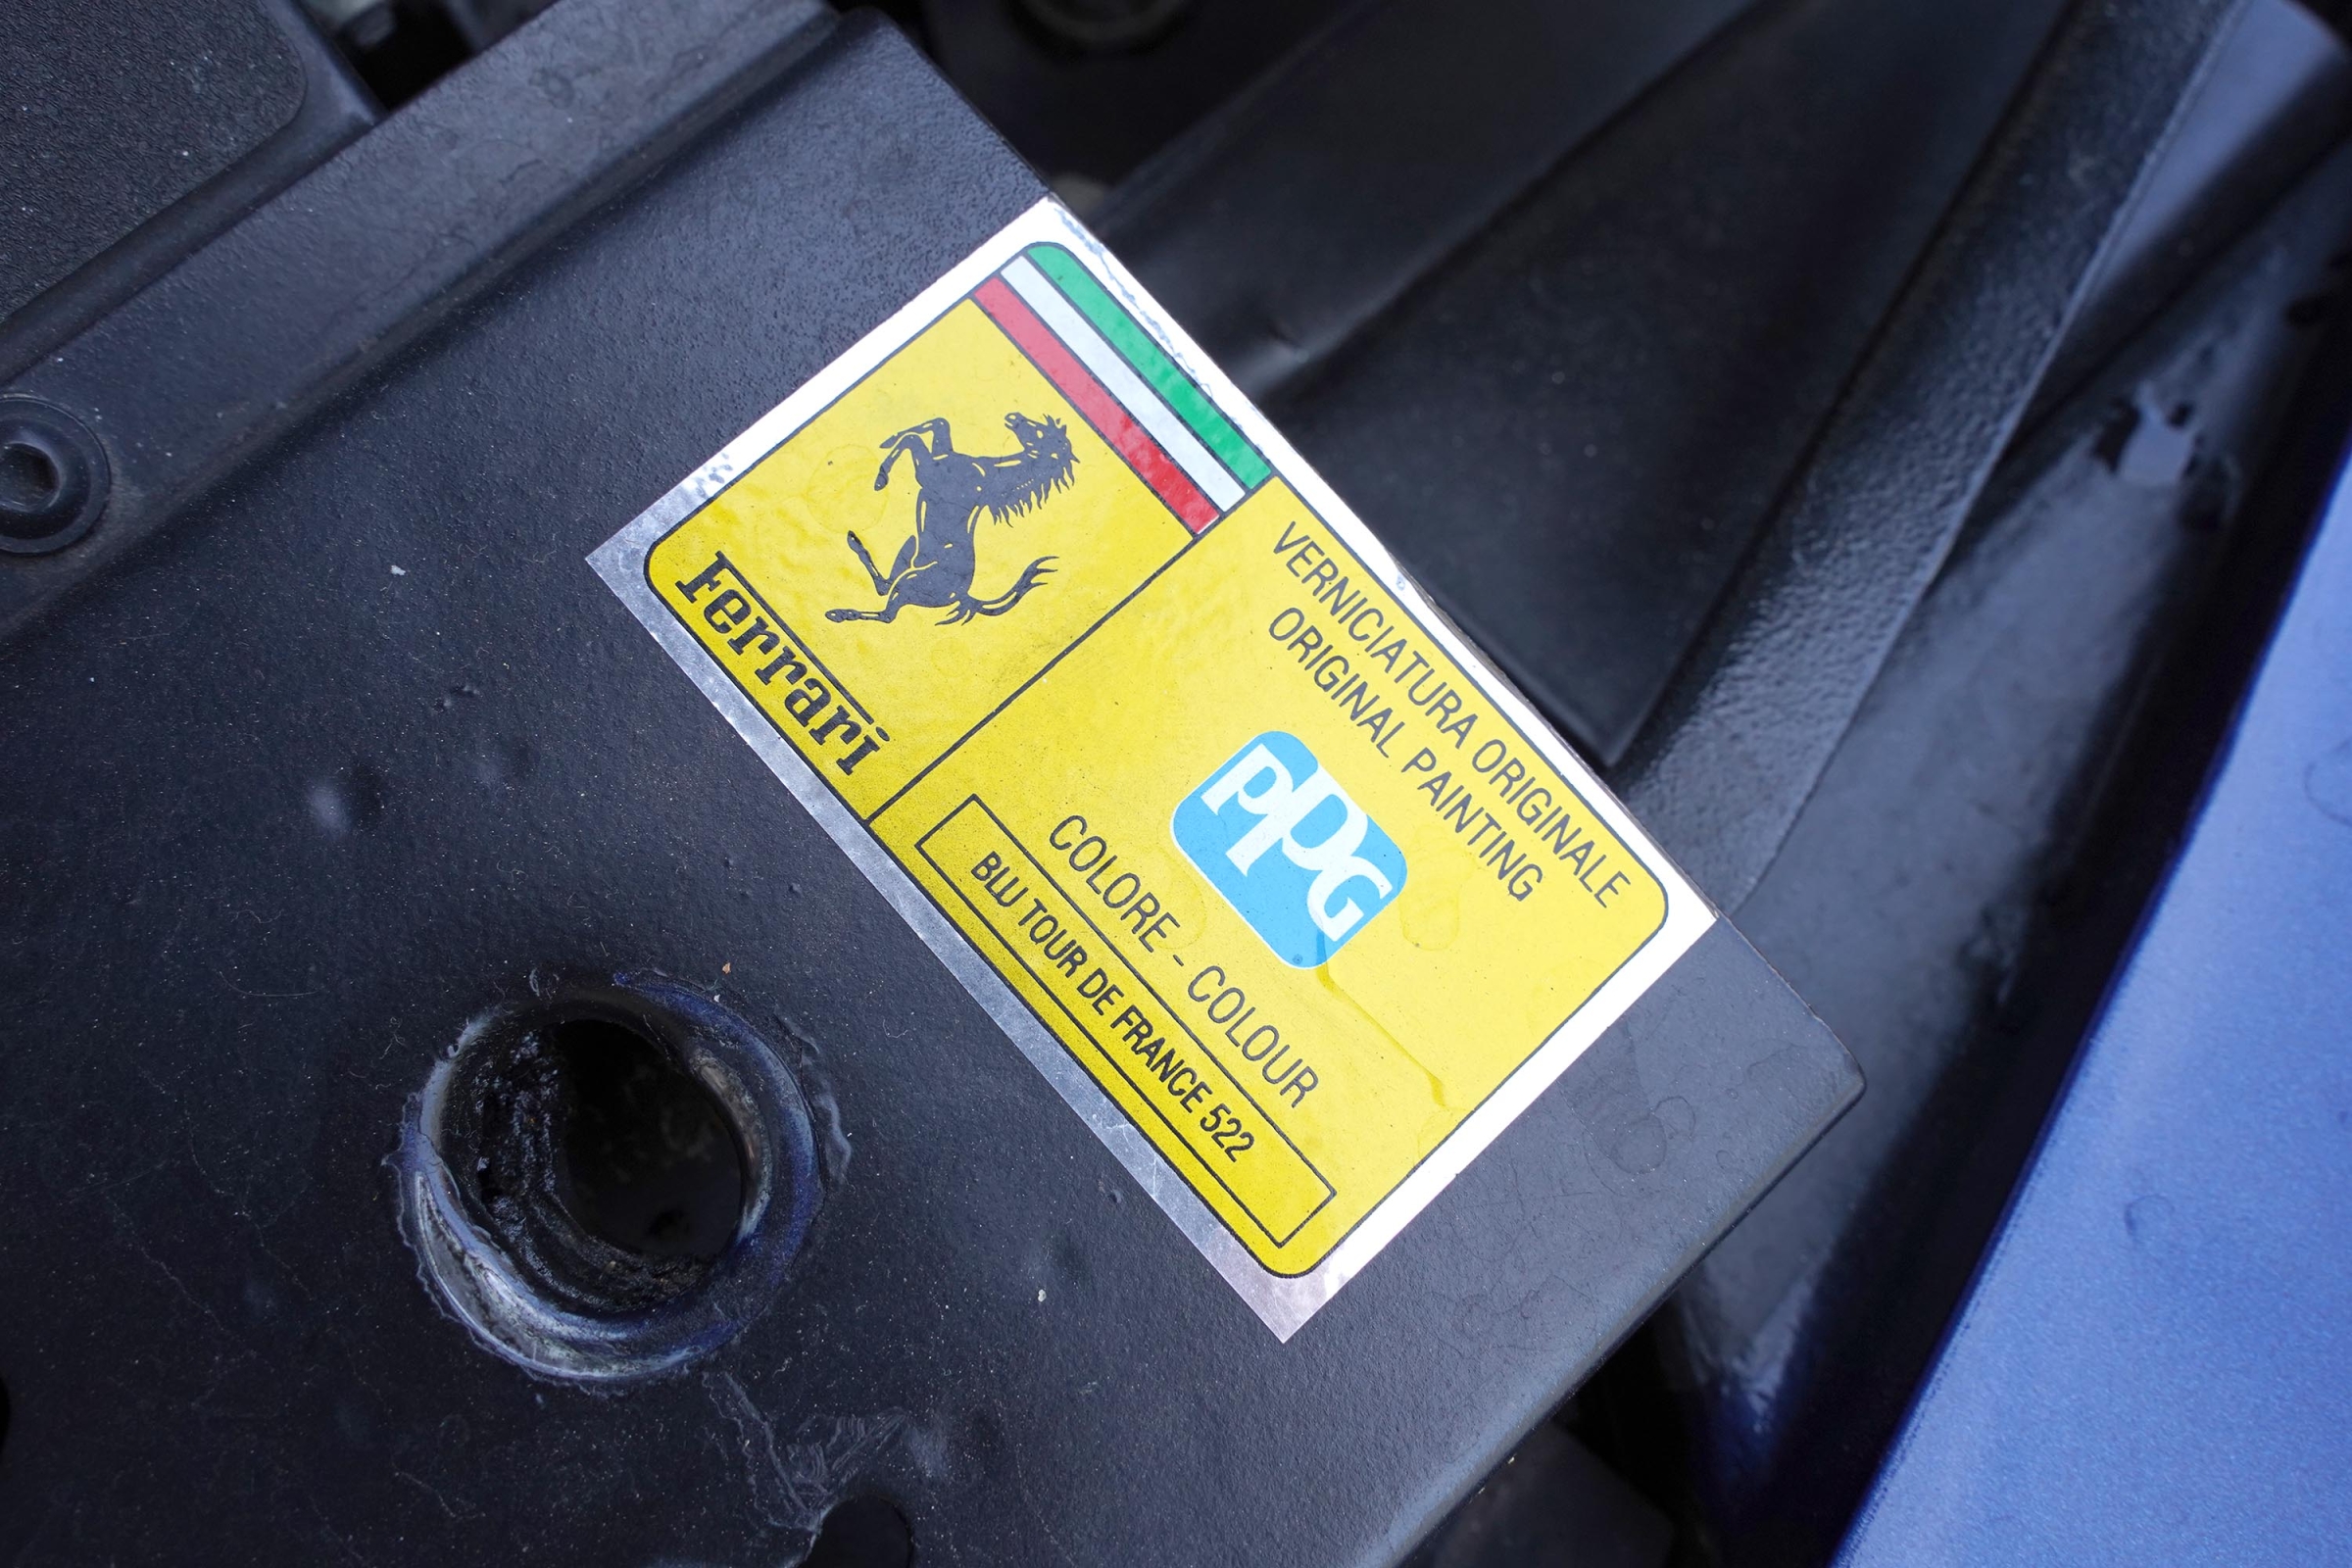 Ferrari
VERNICIATURA ORIGINALE
ORIGINAL PAINTING
PPG
®
COLORE - COLOUR
BLU TOUR DE FRANCE 522